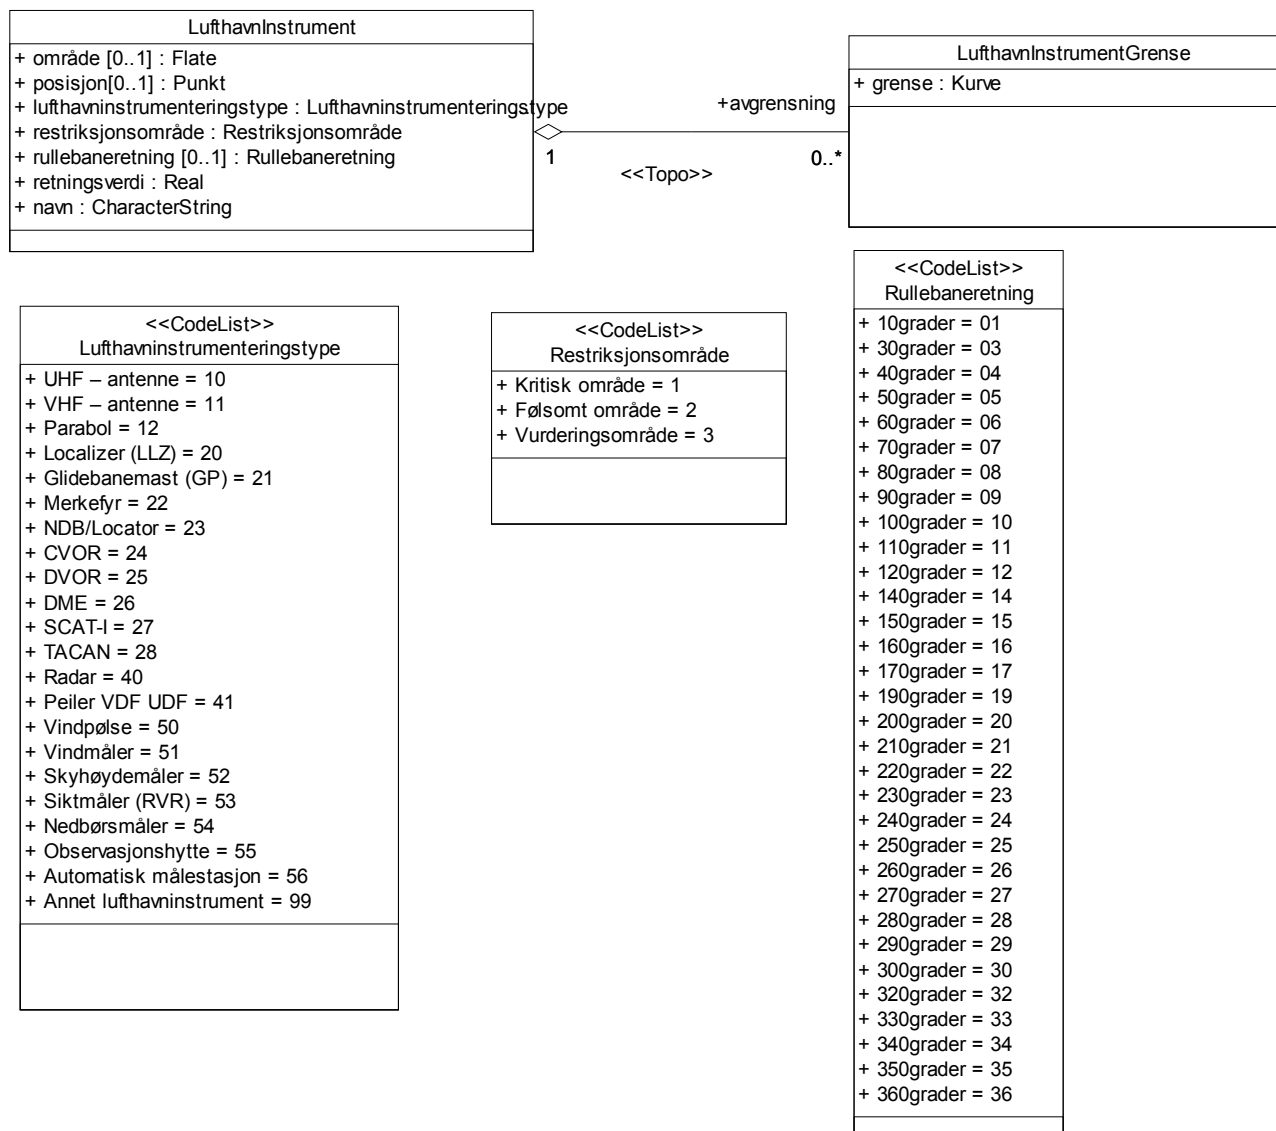 LufthavnInstrument
+ område [0..1] : Flate
+ posisjon[0..1] : Punkt
+ lufthavninstrumenteringstype : Lufthavninstrumenteringstype
+ restriksjonsområde : Restriksjonsområde
+ rullebaneretning [0..1] : Rullebaneretning
+ retningsverdi : Real
+ navn : CharacterString
+avgrensning
1
0..*
<<Topo>>
LufthavnInstrumentGrense
+ grense : Kurve
<<CodeList>>
Lufthavninstrumenteringstype
+ UHF – antenne = 10
+ VHF – antenne = 11
+ Parabol = 12
+ Localizer (LLZ) = 20
+ Glidebanemast (GP) = 21
+ Merkefyr = 22
+ NDB/Locator = 23
+ CVOR = 24
+ DVOR = 25
+ DME = 26
+ SCAT-I = 27
+ TACAN = 28
+ Radar = 40
+ Peiler VDF UDF = 41
+ Vindpølse = 50
+ Vindmåler = 51
+ Skyhøydemåler = 52
+ Siktmåler (RVR) = 53
+ Nedbørsmåler = 54
+ Observasjonshytte = 55
+ Automatisk målestasjon = 56
+ Annet lufthavninstrument = 99
<<CodeList>>
Restriksjonsområde
+ Kritisk område = 1
+ Følsomt område = 2
+ Vurderingsområde = 3
<<CodeList>>
Rullebaneretning
+ 10grader = 01
+ 30grader = 03
+ 40grader = 04
+ 50grader = 05
+ 60grader = 06
+ 70grader = 07
+ 80grader = 08
+ 90grader = 09
+ 100grader = 10
+ 110grader = 11
+ 120grader = 12
+ 140grader = 14
+ 150grader = 15
+ 160grader = 16
+ 170grader = 17
+ 190grader = 19
+ 200grader = 20
+ 210grader = 21
+ 220grader = 22
+ 230grader = 23
+ 240grader = 24
+ 250grader = 25
+ 260grader = 26
+ 270grader = 27
+ 280grader = 28
+ 290grader = 29
+ 300grader = 30
+ 320grader = 32
+ 330grader = 33
+ 340grader = 34
+ 350grader = 35
+ 360grader = 36